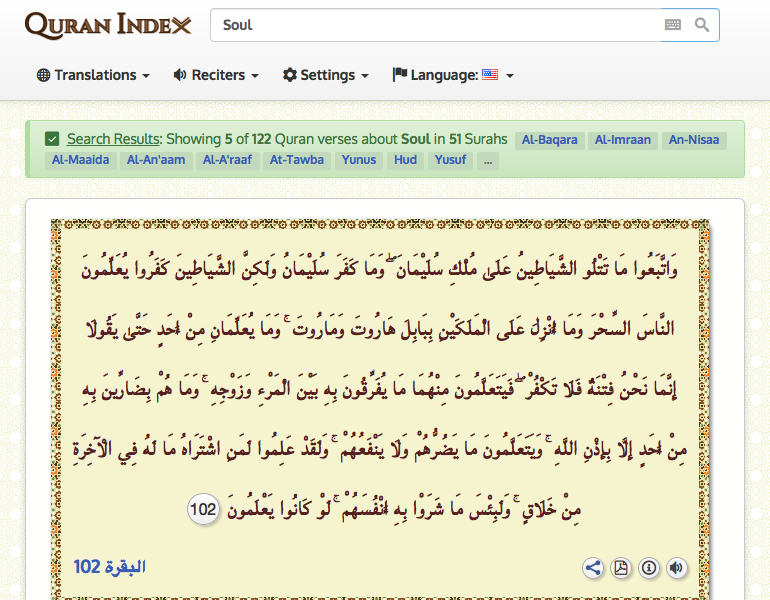 QURAN INDEX
Soul
Translations
Reciters
Settings
Language:
Search Results: Showing 5 of 122 Quran verses about Soul in 51 Surahs Al-Baqara Al-Imraan An-Nisaa
Al-Maaida Al-An'aam Al-A'raaf At-Tawba Yunus Hud Yusuf ...
وَاتَّبَعُوا مَا تَتْلُو الشَّيَاطِينُ عَلَىٰ مُلْكِ سُلَيْمَانَ ۖ وَمَا كَفَرَ سُلَيْمَانُ وَلَٰكِنَّ الشَّيَاطِينَ كَفَرُوا يُعَلِّمُونَ
النَّاسَ السِّحْرَ وَمَا أُنْزِلَ عَلَى الْمَلَكَيْنِ بِبَابِلَ هَارُوتَ وَمَارُوتَ ۚ وَمَا يُعَلِّمَانِ مِنْ أَحَدٍ حَتَّىٰ يَقُولَا
إِنَّمَا نَحْنُ فِتْنَةٌ فَلَا تَكْفُرْ ۖ فَيَتَعَلَّمُونَ مِنْهُمَا مَا يُفَرِّقُونَ بِهِ بَيْنَ الْمَرْءِ وَزَوْجِهِ ۚ وَمَا هُمْ بِضَارِّينَ بِهِ
مِنْ أَحَدٍ إِلَّا بِإِذْنِ اللَّهِ ۚ وَيَتَعَلَّمُونَ مَا يَضُرُّهُمْ وَلَا يَنْفَعُهُمْ ۚ وَلَقَدْ عَلِمُوا لَمَنِ اشْتَرَاهُ مَا لَهُ فِي الْآخِرَةِ
مِنْ خَلَاقٍ ۚ وَلَبِئْسَ مَا شَرَوْا بِهِ أَنْفُسَهُمْ ۚ لَوْ كَانُوا يَعْلَمُونَ 102
البقرة 102